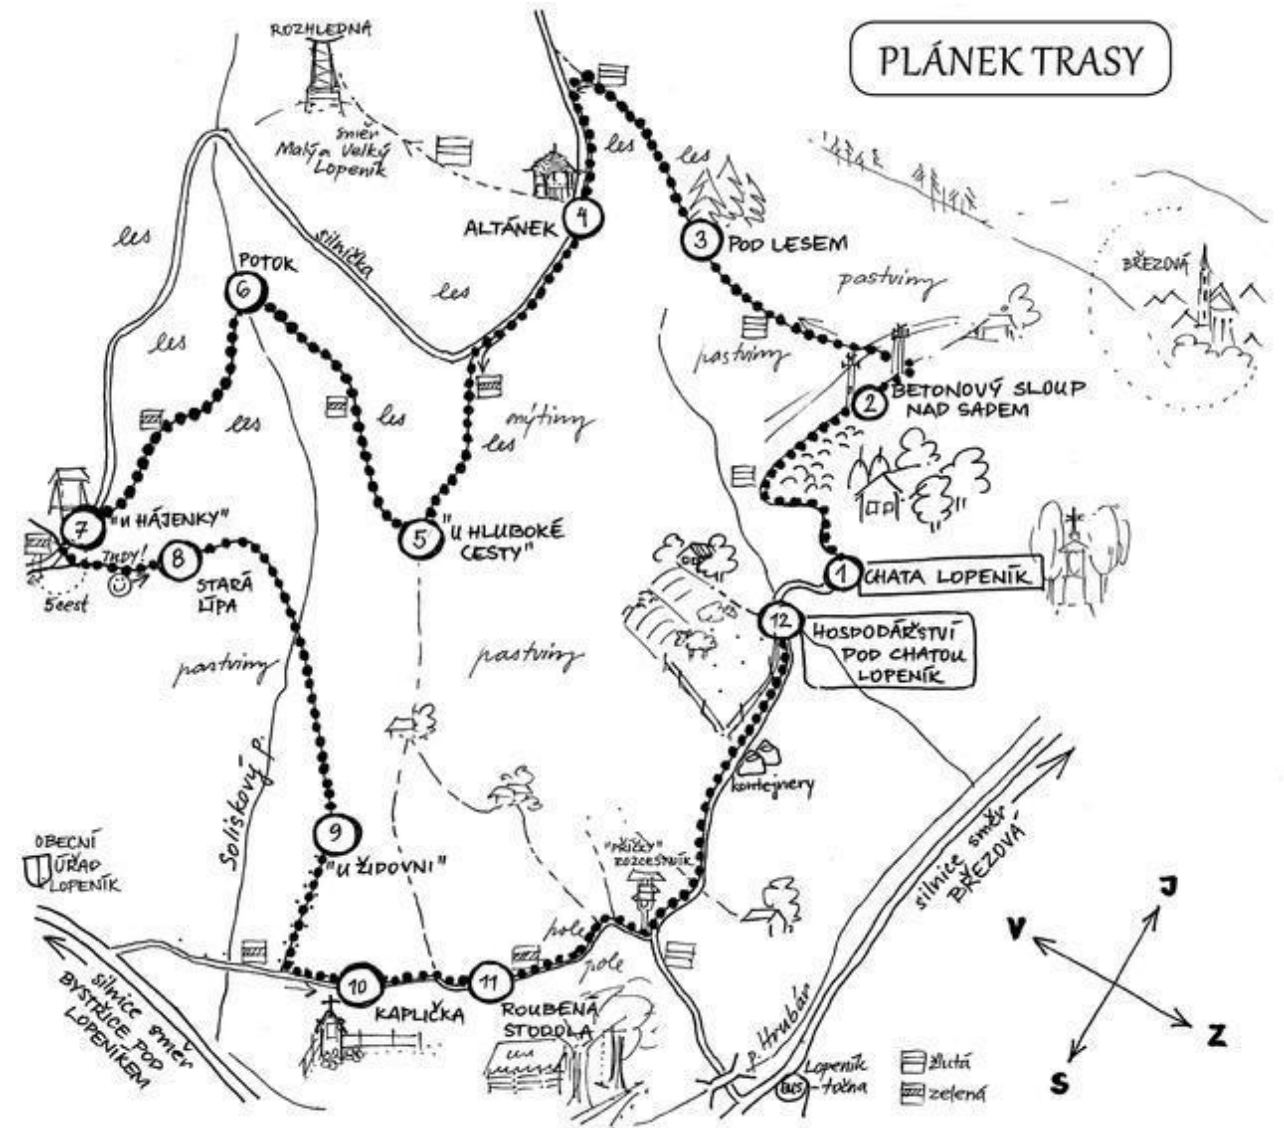 PLÁNEK TRASY
ROZHLEDNA
směr
Malý a Velký
Lopeník
les
les
4
ALTÁNEK
3
POD LESEM
BŘEZOVÁ
les
silnička
POTOK
6
les
pastviny
les
pastviny
2
BETONOVÝ SLOUP
NAD SADEM
les
les
mýtiny
les
7
"U HÁJENKY"
5
"U HLUBOKÉ
CESTY"
TUDY!
8
STARÁ
LÍPA
5cest
1
CHATA LOPENÍK
12
HOSPODÁŘSTVÍ
POD CHATOU
LOPENÍK
pastviny
pastviny
Soliskový p.
kontejnery
9
"U ŽIDOVNI"
"PŘÍČKY"
ROZCESTNÍK
OBECNÍ
ÚŘAD
LOPENÍK
silnice směr
BŘEZOVÁ
J
V
Z
S
pole
pole
10
KAPLIČKA
11
ROUBENÁ
STODOLA
silnice směr
BYSTŘICE POD
LOPENÍKEM
p. Hrubár
Lopeník
BUS - točna
žlutá
zelená